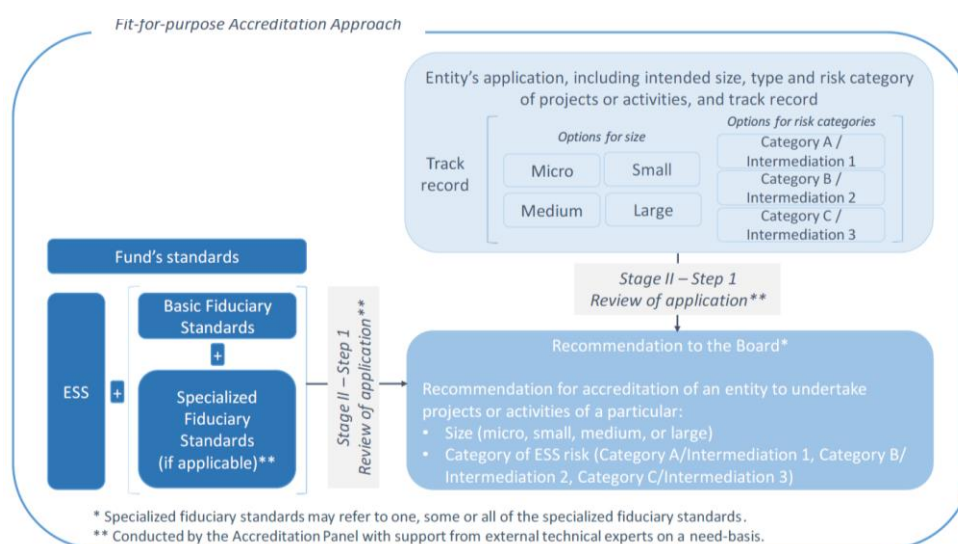 Fit-for-purpose Accreditation Approach
Entity's application, including intended size, type and risk category
of projects or activities, and track record
Options for size
Options for risk categories
Track
record
Micro
Small
Medium
Large
Category A /
Intermediation 1
Category B /
Intermediation 2
Category C /
Intermediation 3
Fund's standards
ESS
+
Basic Fiduciary
Standards
+
Specialized
Fiduciary
Standards
(if applicable)**
Stage II – Step 1
Review of application**
Stage II – Step 1
Review of application**
Recommendation to the Board*
Recommendation for accreditation of an entity to undertake
projects or activities of a particular:
• Size (micro, small, medium, or large)
• Category of ESS risk (Category A/Intermediation 1, Category B/
Intermediation 2, Category C/Intermediation 3)
* Specialized fiduciary standards may refer to one, some or all of the specialized fiduciary standards.
** Conducted by the Accreditation Panel with support from external technical experts on a need-basis.